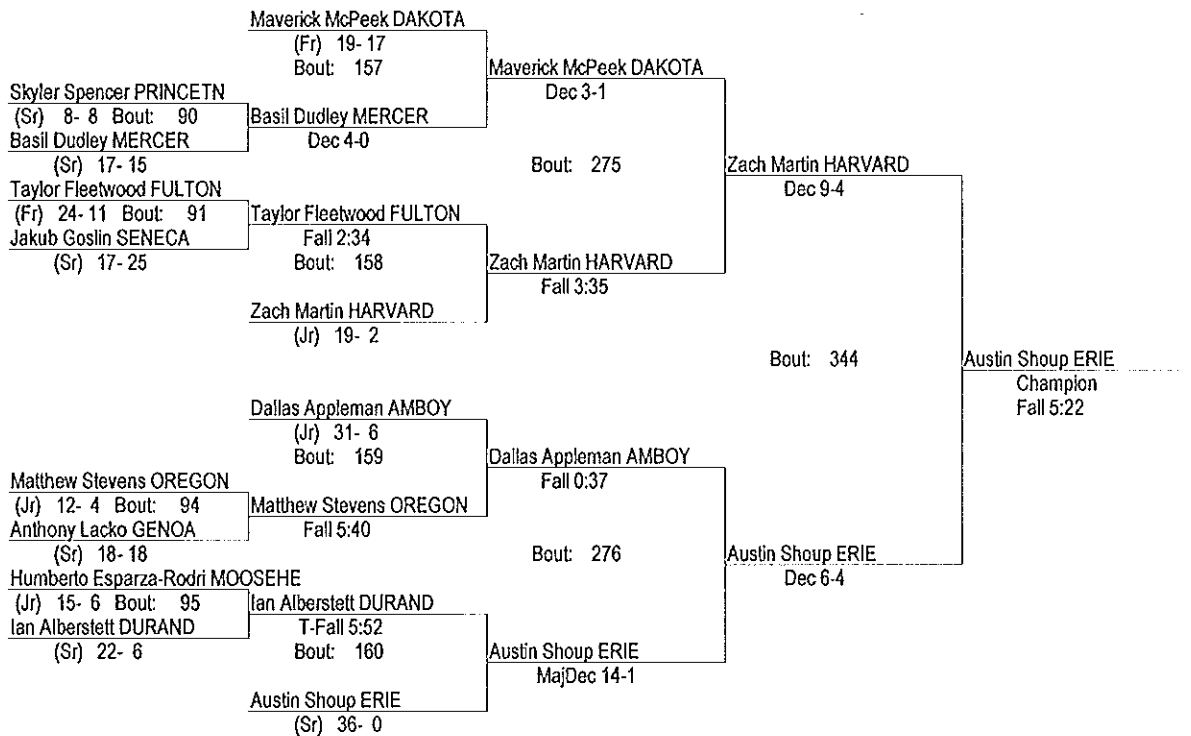 Maverick McPeek DAKOTA
(Fr) 19- 17
Bout: 157
Maverick McPeek DAKOTA
Dec 3-1
Skyler Spencer PRINCETN
(Sr) 8- 8 Bout: 90
Basil Dudley MERCER
Basil Dudley MERCER
Dec 4-0
(Sr) 17- 15
Bout: 275
Zach Martin HARVARD
Dec 9-4
Taylor Fleetwood FULTON
(Fr) 24- 11 Bout: 91
Taylor Fleetwood FULTON
Jakub Goslin SENECA
Fall 2:34
(Sr) 17- 25
Bout: 158
Zach Martin HARVARD
Fall 3:35
Zach Martin HARVARD
(Jr) 19- 2
Bout: 344
Austin Shoup ERIE
Champion
Fall 5:22
Dallas Appleman AMBOY
(Jr) 31- 6
Bout: 159
Dallas Appleman AMBOY
Fall 0:37
Matthew Stevens OREGON
(Jr) 12- 4 Bout: 94
Matthew Stevens OREGON
Anthony Lacko GENOA
Fall 5:40
(Sr) 18- 18
Bout: 276
Austin Shoup ERIE
Dec 6-4
Humberto Esparza-Rodri MOOSEHE
(Jr) 15- 6 Bout: 95
Ian Alberstett DURAND
Ian Alberstett DURAND
T-Fall 5:52
(Sr) 22- 6
Bout: 160
Austin Shoup ERIE
MajDec 14-1
Austin Shoup ERIE
(Sr) 36- 0